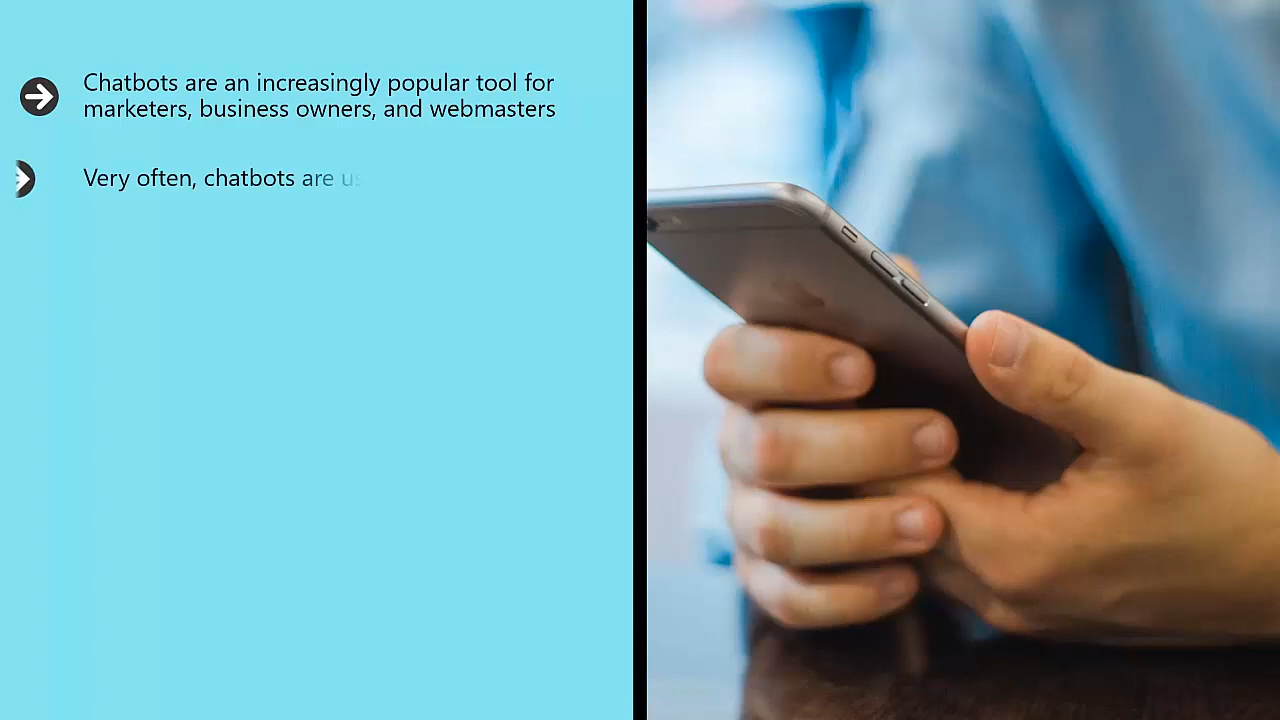 Chatbots are an increasingly popular tool for
marketers, business owners, and webmasters
Very often, chatbots are